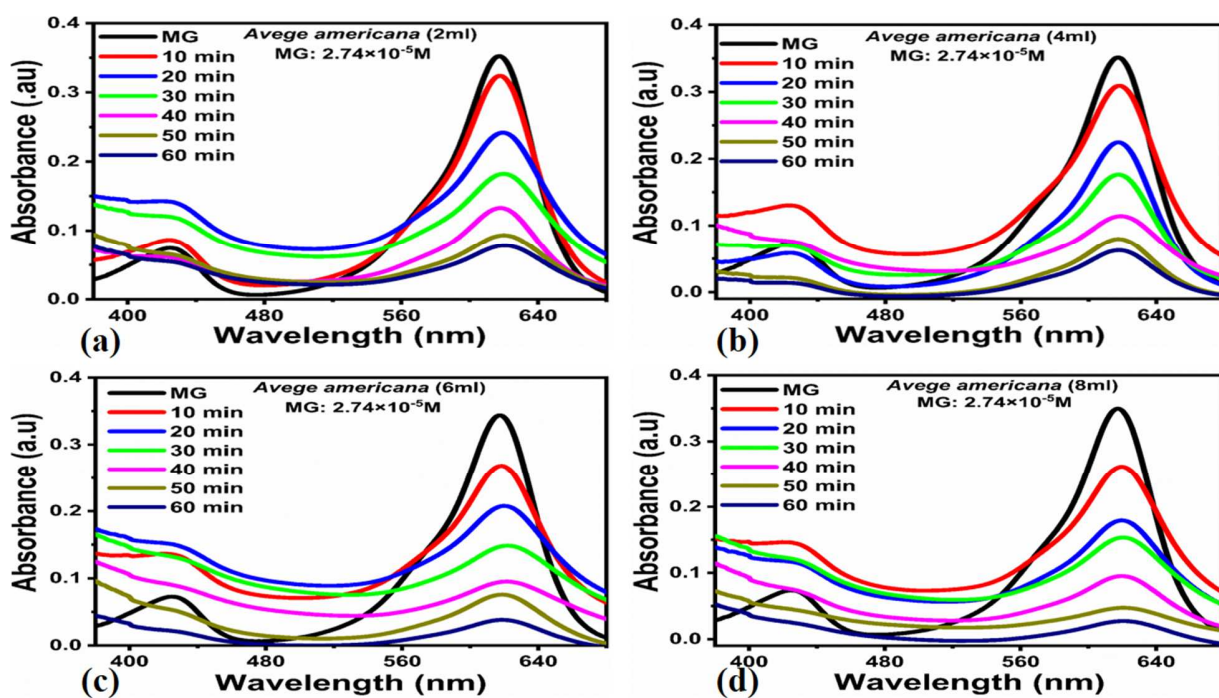 0.4
0.3
0.2
0.1
0.0
Absorbance (.au)
MG
10 min
20 min
30 min
40 min
50 min
60 min
Avege americana (2ml)
MG: 2.74×10⁻⁵M
400
480
560
640
Wavelength (nm)
(a)
0.4
0.3
0.2
0.1
0.0
Absorbance (a.u)
MG
10 min
20 min
30 min
40 min
50 min
60 min
Avege americana (4ml)
MG: 2.74×10⁻⁵M
400
480
560
640
Wavelength (nm)
(b)
0.4
0.3
0.2
0.1
0.0
Absorbance (a.u)
MG
10 min
20 min
30 min
40 min
50 min
60 min
Avege americana (6ml)
MG: 2.74×10⁻⁵M
400
480
560
640
Wavelength (nm)
(c)
0.4
0.3
0.2
0.1
0.0
Absorbance (a.u)
MG
10 min
20 min
30 min
40 min
50 min
60 min
Avege americana (8ml)
MG: 2.74×10⁻⁵M
400
480
560
640
Wavelength (nm)
(d)